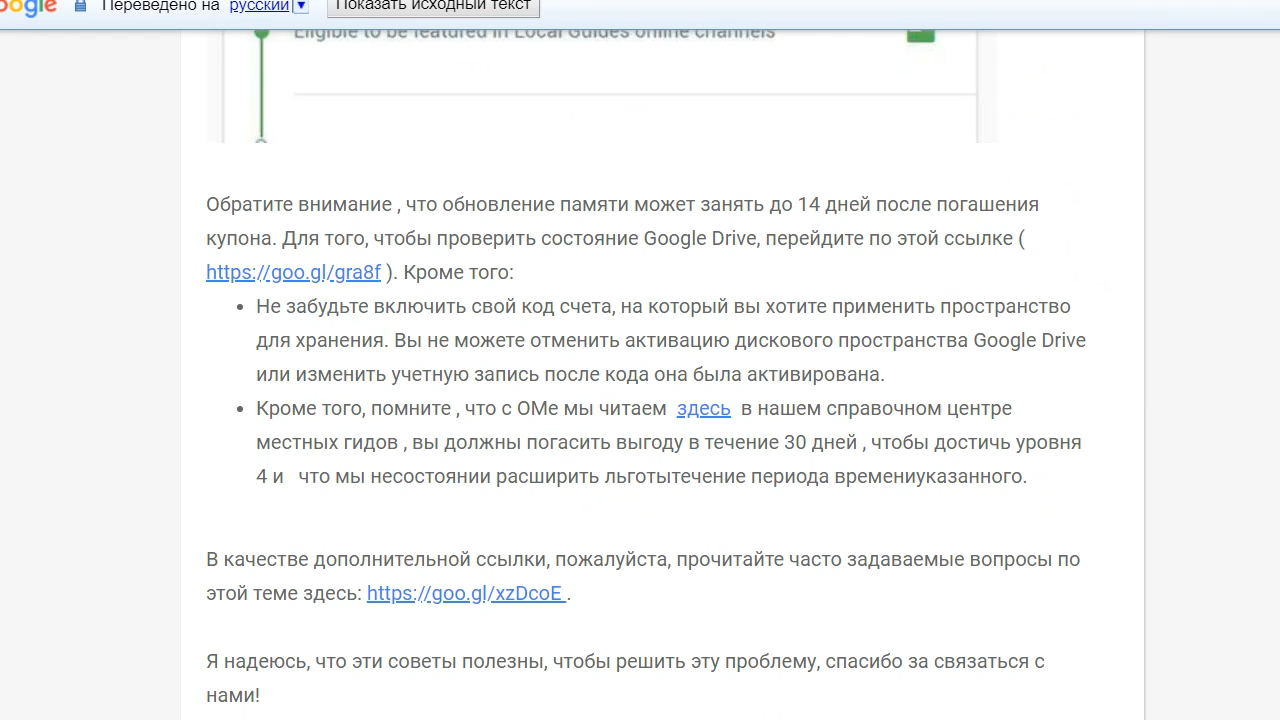 oogle Переведено на русский Показать исходный текст
Eligible to be featured in Local Guides online channels
Обратите внимание , что обновление памяти может занять до 14 дней после погашения
купона. Для того, чтобы проверить состояние Google Drive, перейдите по этой ссылке (
https://goo.gl/gra8f ). Кроме того:
• Не забудьте включить свой код счета, на который вы хотите применить пространство
для хранения. Вы не можете отменить активацию дискового пространства Google Drive
или изменить учетную запись после кода она была активирована.
• Кроме того, помните , что с ОМе мы читаем здесь в нашем справочном центре
местных гидов , вы должны погасить выгоду в течение 30 дней , чтобы достичь уровня
4 и что мы несостоянии расширить льготытечение периода времениуказанного.
В качестве дополнительной ссылки, пожалуйста, прочитайте часто задаваемые вопросы по
этой теме здесь: https://goo.gl/xzDcoE .
Я надеюсь, что эти советы полезны, чтобы решить эту проблему, спасибо за связаться с
нами!